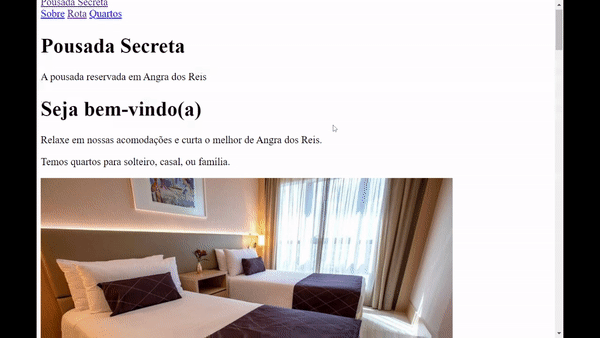 Pousada Secreta
Sobre Rota Quartos
Pousada Secreta
A pousada reservada em Angra dos Reis
Seja bem-vindo(a)
Relaxe em nossas acomodações e curta o melhor de Angra dos Reis.
Temos quartos para solteiro, casal, ou familia.